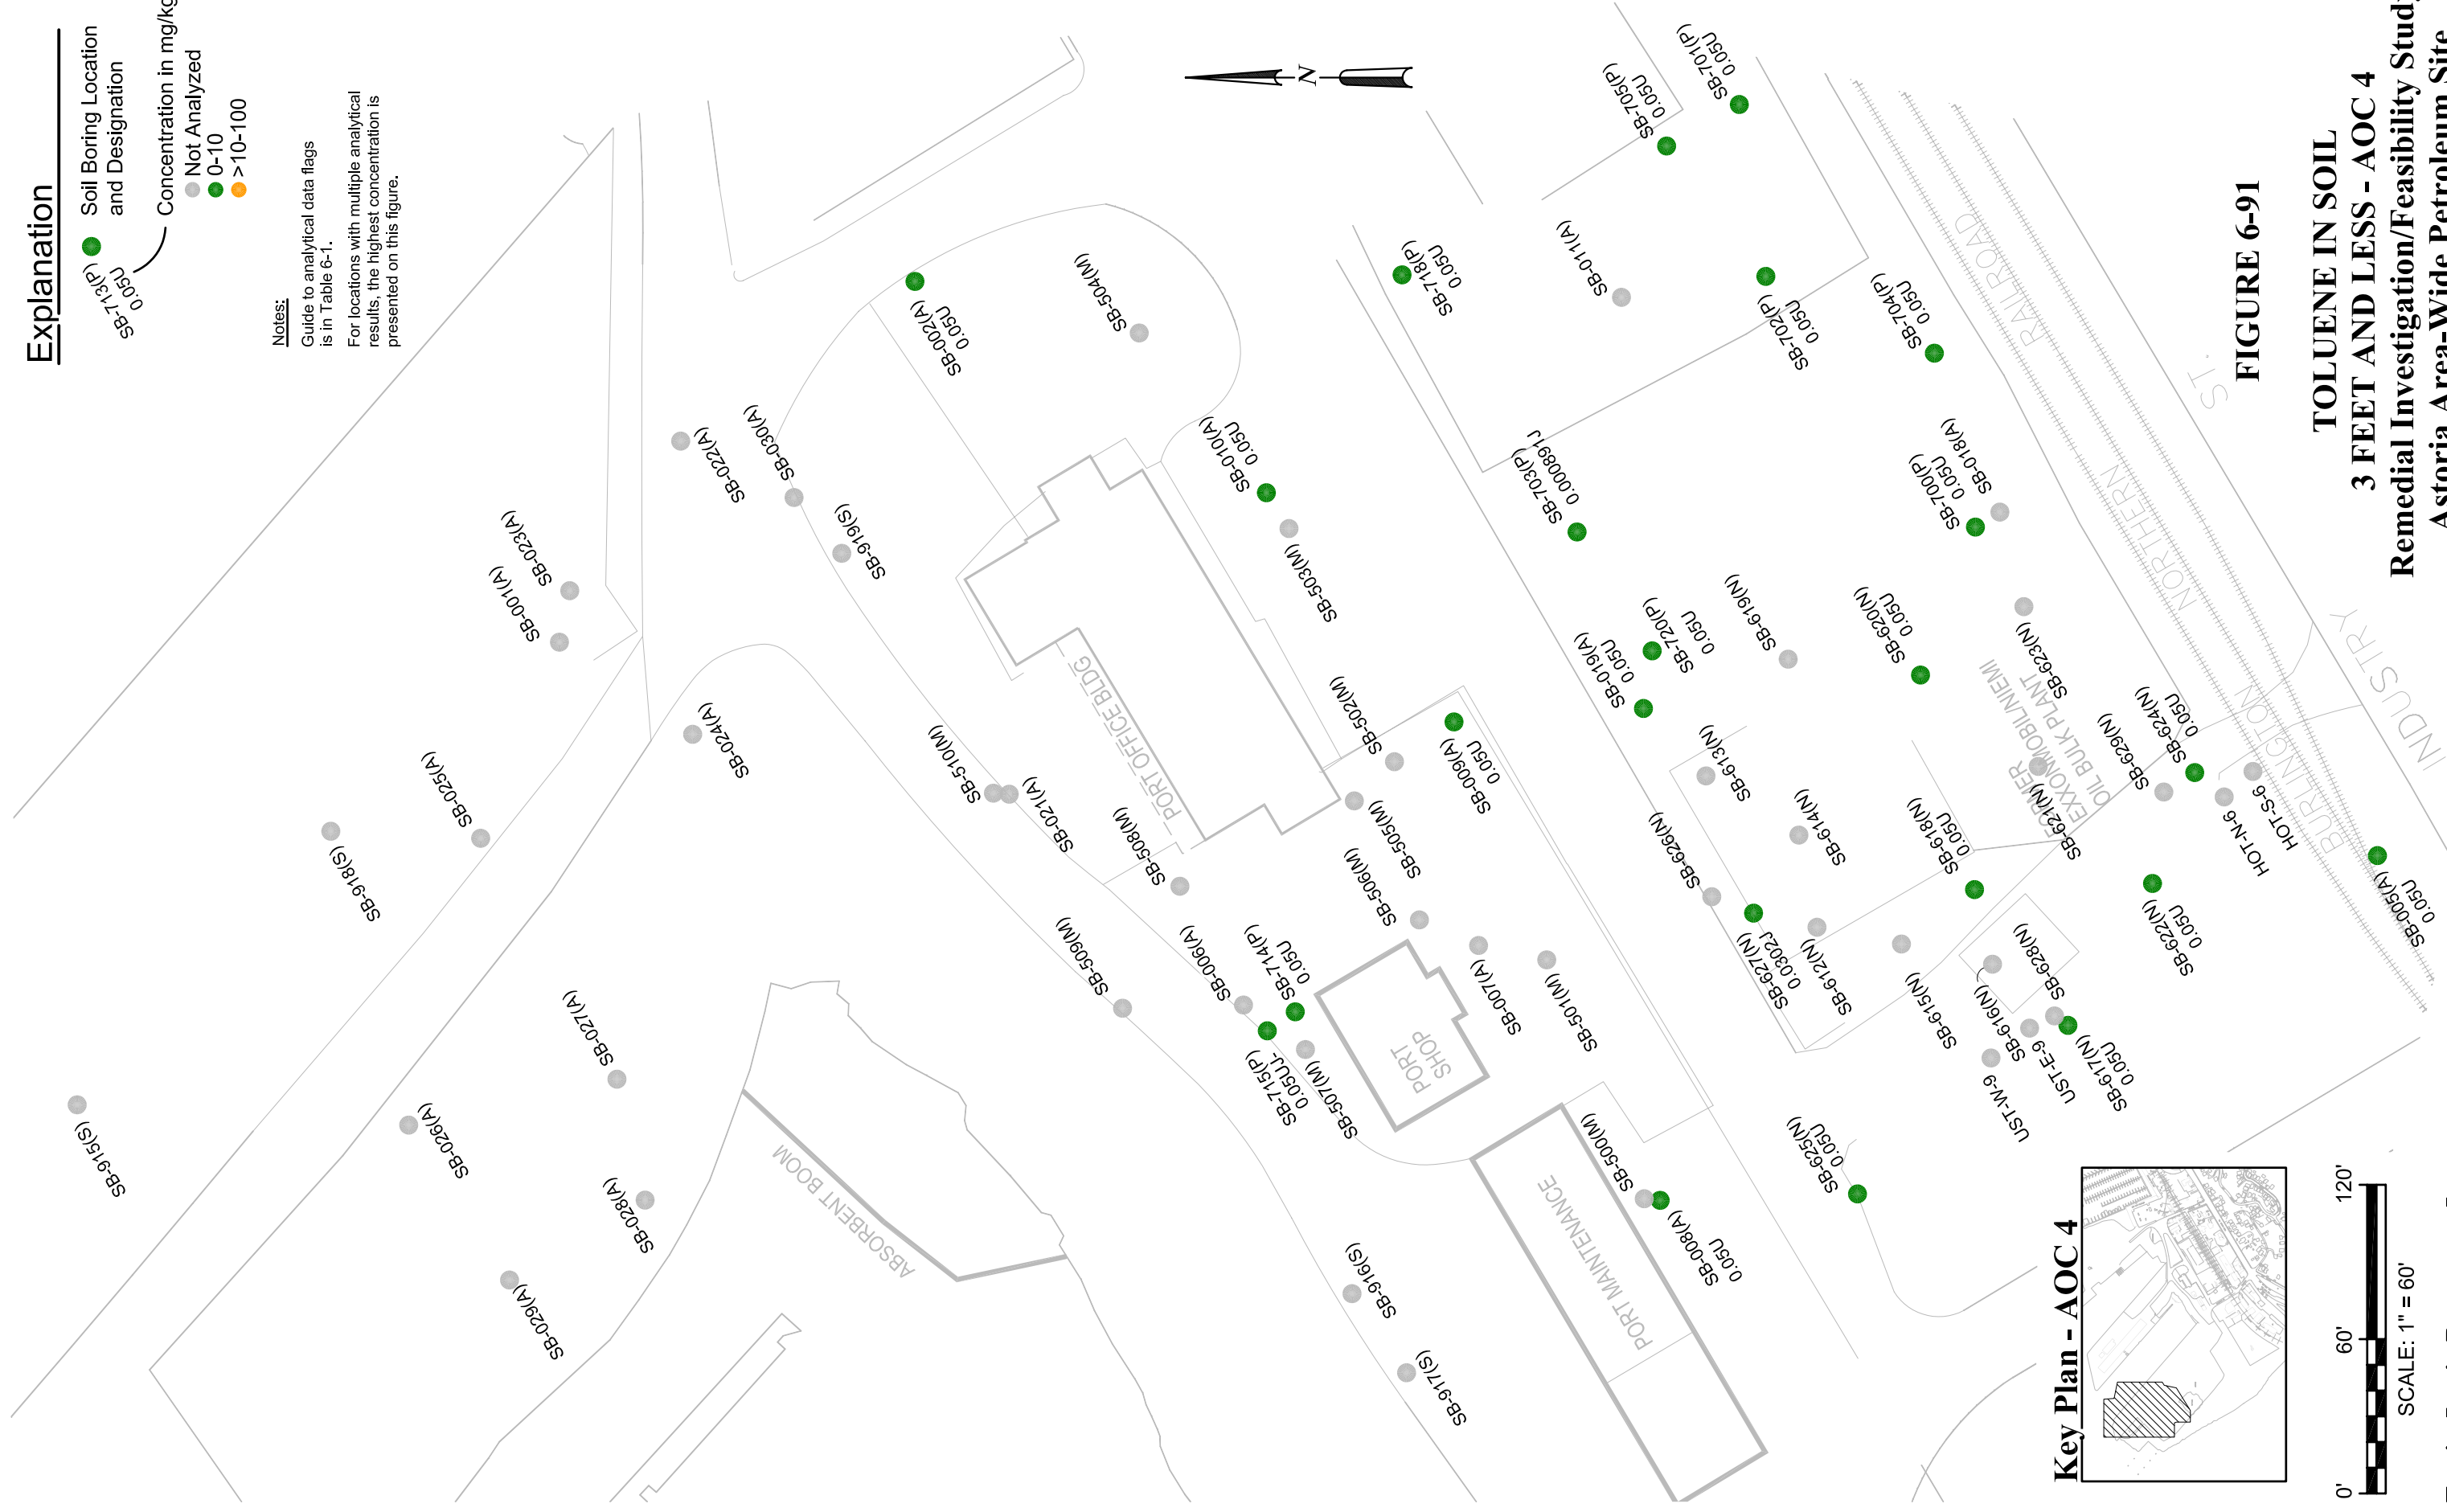 Explanation
SB-713(P)
0.05U
Soil Boring Location
and Designation
Concentration in mg/kg
Not Analyzed
0-10
>10-100
Notes:
Guide to analytical data flags
is in Table 6-1.
For locations with multiple analytical
results, the highest concentration is
presented on this figure.
N
SB-915(S)
SB-918(S)
SB-025(A)
SB-026(A)
SB-027(A)
SB-028(A)
SB-029(A)
SB-001(A)
SB-023(A)
SB-022(A)
SB-024(A)
SB-030(A)
SB-919(S)
SB-002(A)
0.05U
SB-504(M)
ABSORBENT BOOM
SB-510(M)
SB-021(A)
SB-508(M)
SB-509(M)
PORT OFFICE BLDG
SB-010(A)
0.05U
SB-503(M)
SB-502(M)
SB-009(A)
0.05U
SB-505(M)
SB-506(M)
SB-006(A)
SB-714(P)
0.05U
SB-715(P)
0.05UJ-
SB-507(M)
SB-007(A)
SB-501(M)
PORT
SHOP
PORT MAINTENANCE
SB-500(M)
SB-008(A)
0.05U
SB-916(S)
SB-917(S)
SB-718(P)
0.05U
SB-011(A)
SB-705(P)
0.05U
SB-701(P)
0.05U
SB-702(P)
0.05U
SB-704(P)
0.05U
SB-703(P)
0.000891J
SB-700(P)
0.05U
SB-018(A)
SB-019(A)
0.05U
SB-720(P)
0.05U
SB-619(N)
SB-620(N)
0.05U
SB-623(N)
SB-613(N)
SB-614(N)
SB-626(N)
SB-627(N)
0.0302J
SB-612(N)
SB-615(N)
SB-618(N)
0.05U
SB-621(N)
FORMER
EXXONMOBIL/NIEMI
OIL BULK PLANT
SB-629(N)
SB-624(N)
0.05U
HOT-N-6
HOT-S-6
SB-622(N)
0.05U
SB-005(A)
0.05U
SB-616(N)
SB-628(N)
UST-E-9
UST-W-9
SB-617(N)
0.05U
SB-625(N)
0.05U
BURLINGTON NORTHERN RAILROAD
INDUSTRY ST.
Key Plan - AOC 4
0' 60' 120'
SCALE: 1" = 60'
FIGURE 6-91
TOLUENE IN SOIL
3 FEET AND LESS - AOC 4
Remedial Investigation/Feasibility Study
Astoria Area-Wide Petroleum Site